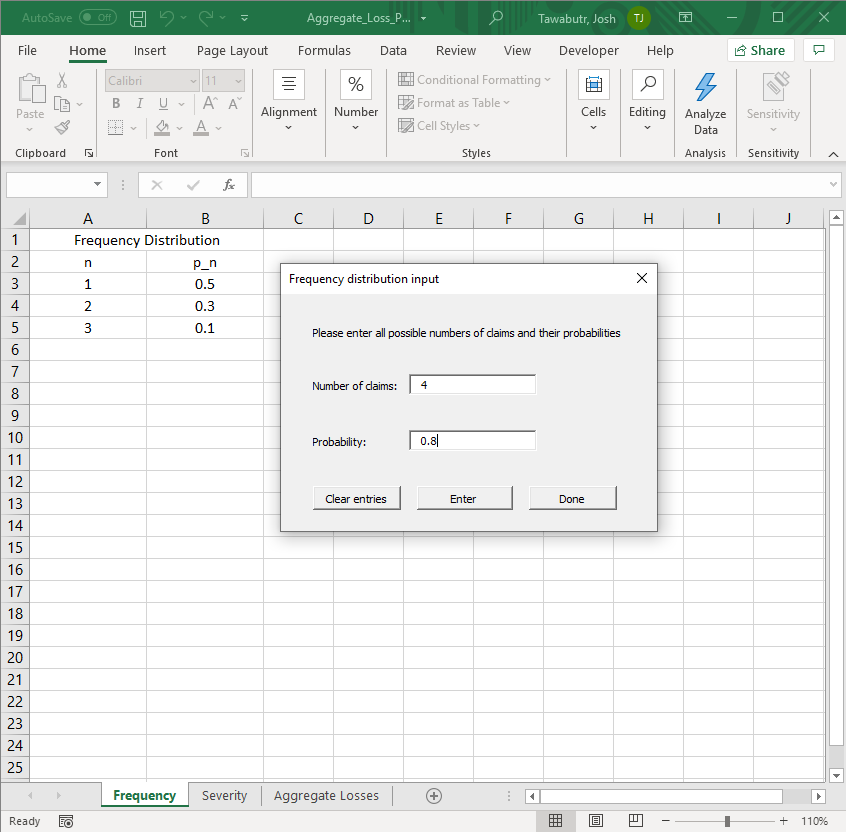 AutoSave Off Aggregate_Loss_P... Tawabutr, Josh TJ
File Home Insert Page Layout Formulas Data Review View Developer Help Share
Paste
Clipboard
Calibri 11
B I U A A
A
Font
Alignment
%
Number
Conditional Formatting
Format as Table
Cell Styles
Styles
Cells
Editing
Analyze
Data
Analysis
Sensitivity
Sensitivity
fx
A B C D E F G H I J
1 Frequency Distribution
2 n p_n
3 1 0.5
4 2 0.3
5 3 0.1
6
7
8
9
10
11
12
13
14
15
16
17
18
19
20
21
22
23
24
25
Frequency distribution input
Please enter all possible numbers of claims and their probabilities
Number of claims: 4
Probability: 0.8
Clear entries Enter Done
Frequency Severity Aggregate Losses
Ready 110%